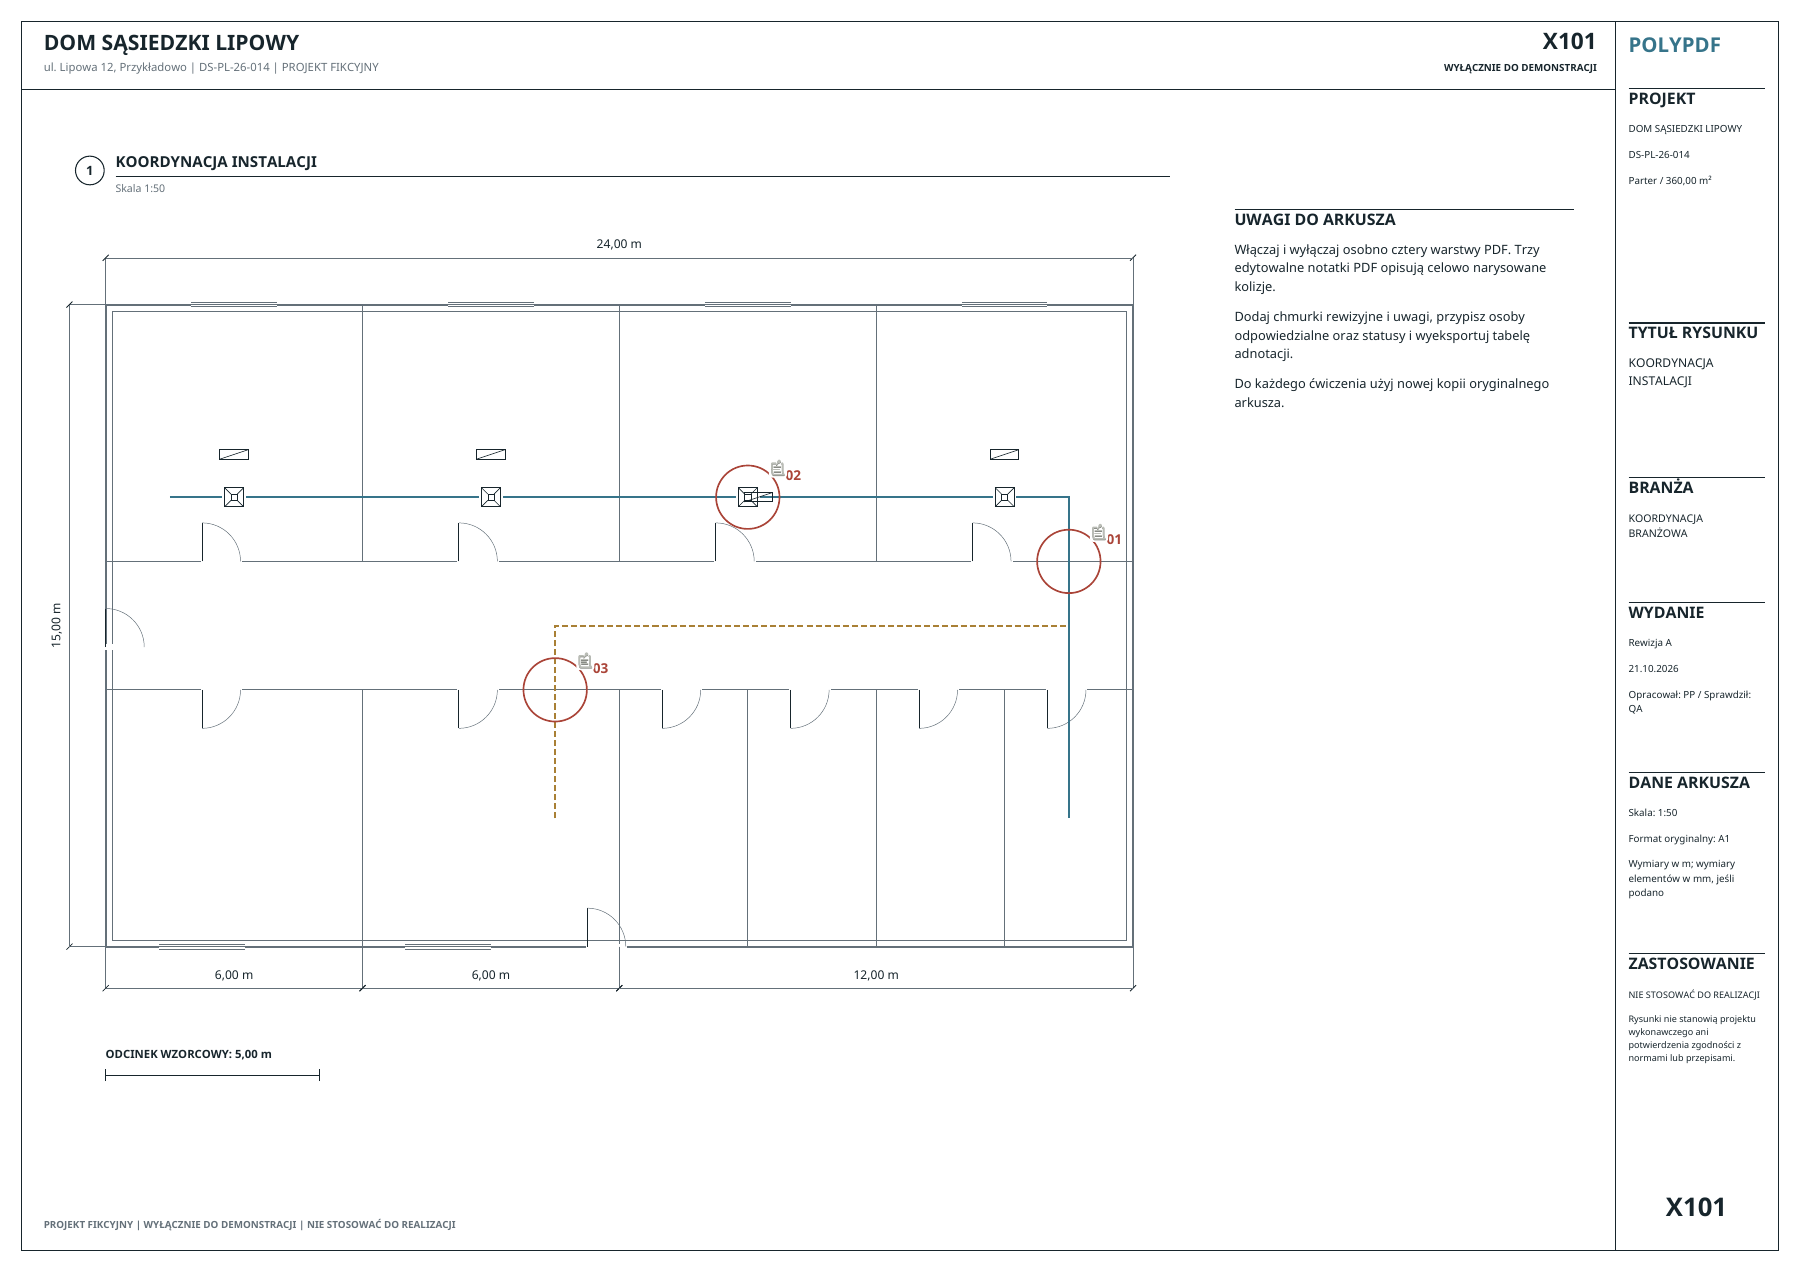 DOM SĄSIEDZKI LIPOWY
ul. Lipowa 12, Przykładowo | DS-PL-26-014 | PROJEKT FIKCYJNY
X101
WYŁĄCZNIE DO DEMONSTRACJI
1
KOORDYNACJA INSTALACJI
Skala 1:50
24,00 m
15,00 m
02
01
03
6,00 m
6,00 m
12,00 m
ODCINEK WZORCOWY: 5,00 m
UWAGI DO ARKUSZA
Włączaj i wyłączaj osobno cztery warstwy PDF. Trzy
edytowalne notatki PDF opisują celowo narysowane
kolizje.
Dodaj chmurki rewizyjne i uwagi, przypisz osoby
odpowiedzialne oraz statusy i wyeksportuj tabelę
adnotacji.
Do każdego ćwiczenia użyj nowej kopii oryginalnego
arkusza.
POLYPDF
PROJEKT
DOM SĄSIEDZKI LIPOWY
DS-PL-26-014
Parter / 360,00 m²
TYTUŁ RYSUNKU
KOORDYNACJA
INSTALACJI
BRANŻA
KOORDYNACJA
BRANŻOWA
WYDANIE
Rewizja A
21.10.2026
Opracował: PP / Sprawdził:
QA
DANE ARKUSZA
Skala: 1:50
Format oryginalny: A1
Wymiary w m; wymiary
elementów w mm, jeśli
podano
ZASTOSOWANIE
NIE STOSOWAĆ DO REALIZACJI
Rysunki nie stanowią projektu
wykonawczego ani
potwierdzenia zgodności z
normami lub przepisami.
X101
PROJEKT FIKCYJNY | WYŁĄCZNIE DO DEMONSTRACJI | NIE STOSOWAĆ DO REALIZACJI